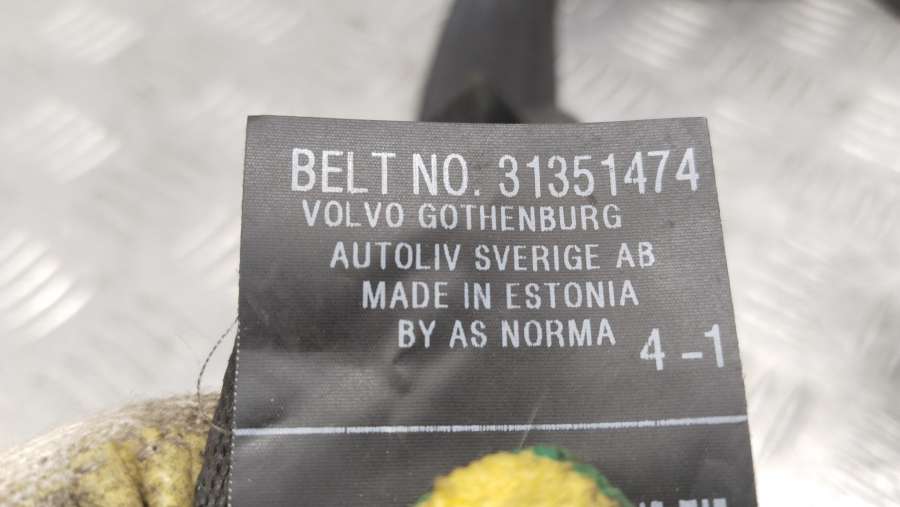 BELT NO. 31351474
VOLVO GOTHENBURG
AUTOLIV SVERIGE AB
MADE IN ESTONIA
BY AS NORMA
4-1